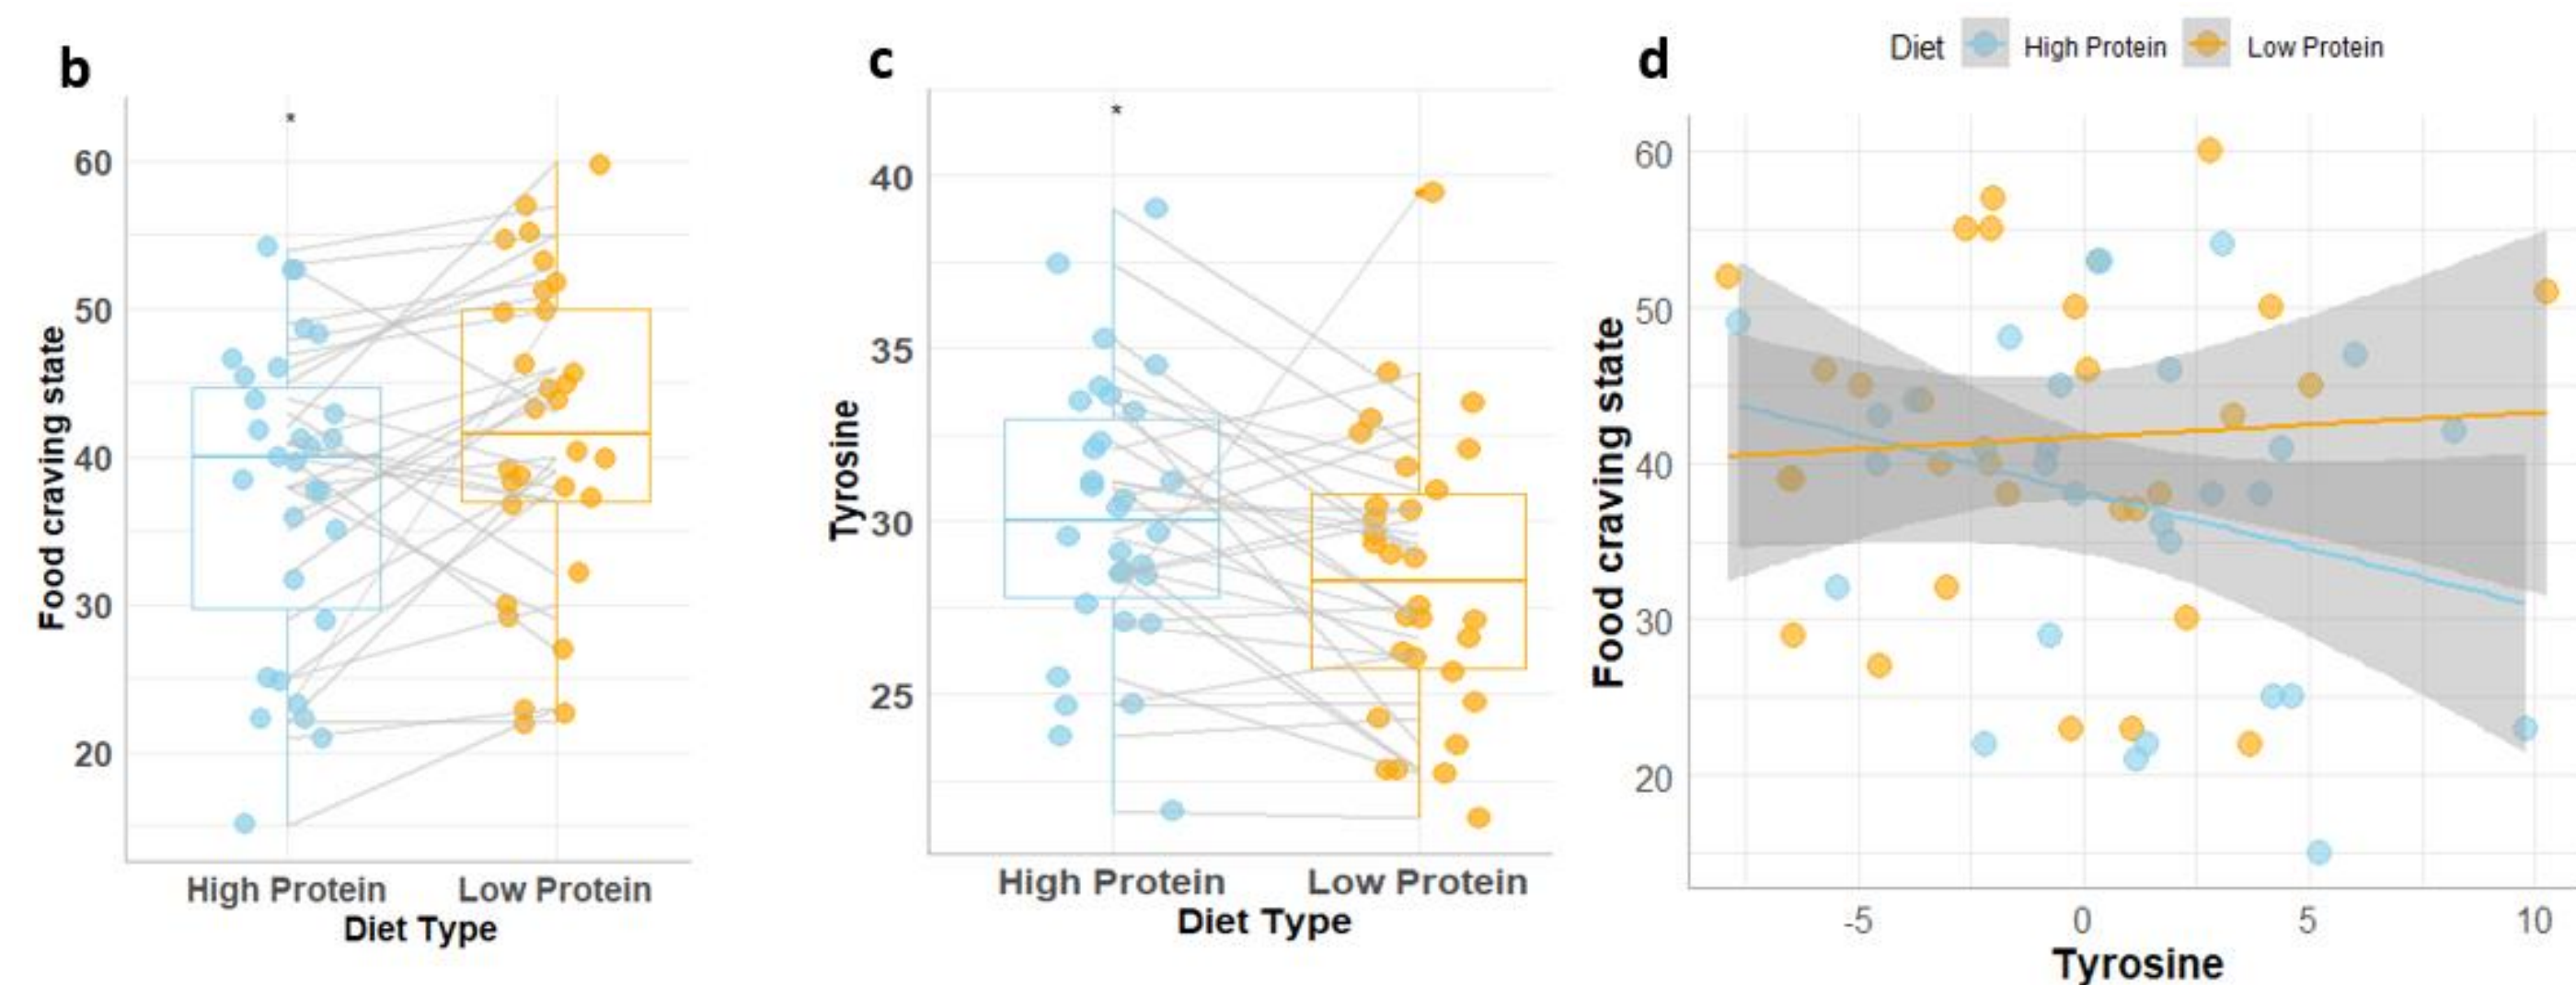 b
*
60
50
40
30
20
Food craving state
High Protein Low Protein
Diet Type
c
*
40
35
30
25
Tyrosine
High Protein Low Protein
Diet Type
d
Diet High Protein Low Protein
60
50
40
30
20
Food craving state
-5 0 5 10
Tyrosine